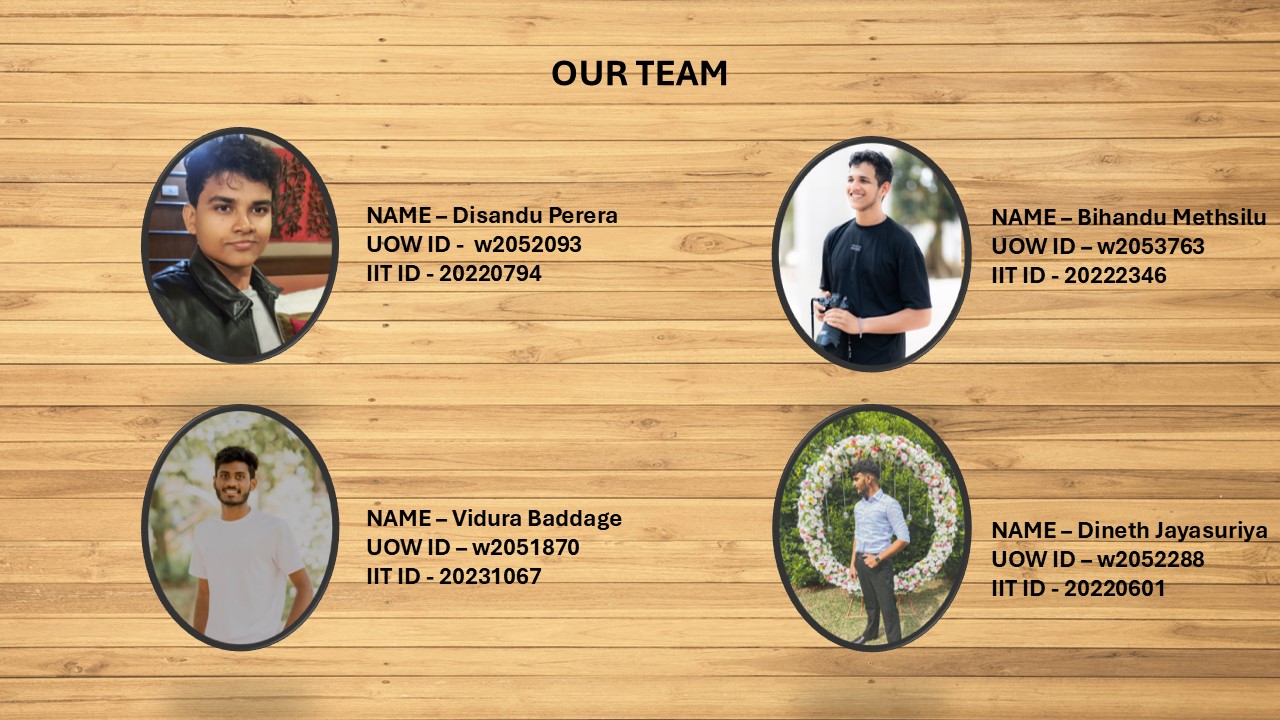 OUR TEAM
NAME – Disandu Perera
UOW ID -  w2052093
IIT ID - 20220794
NAME – Bihandu Methsilu
UOW ID – w2053763
IIT ID - 20222346
NAME – Vidura Baddage
UOW ID – w2051870
IIT ID - 20231067
NAME – Dineth Jayasuriya
UOW ID – w2052288
IIT ID - 20220601